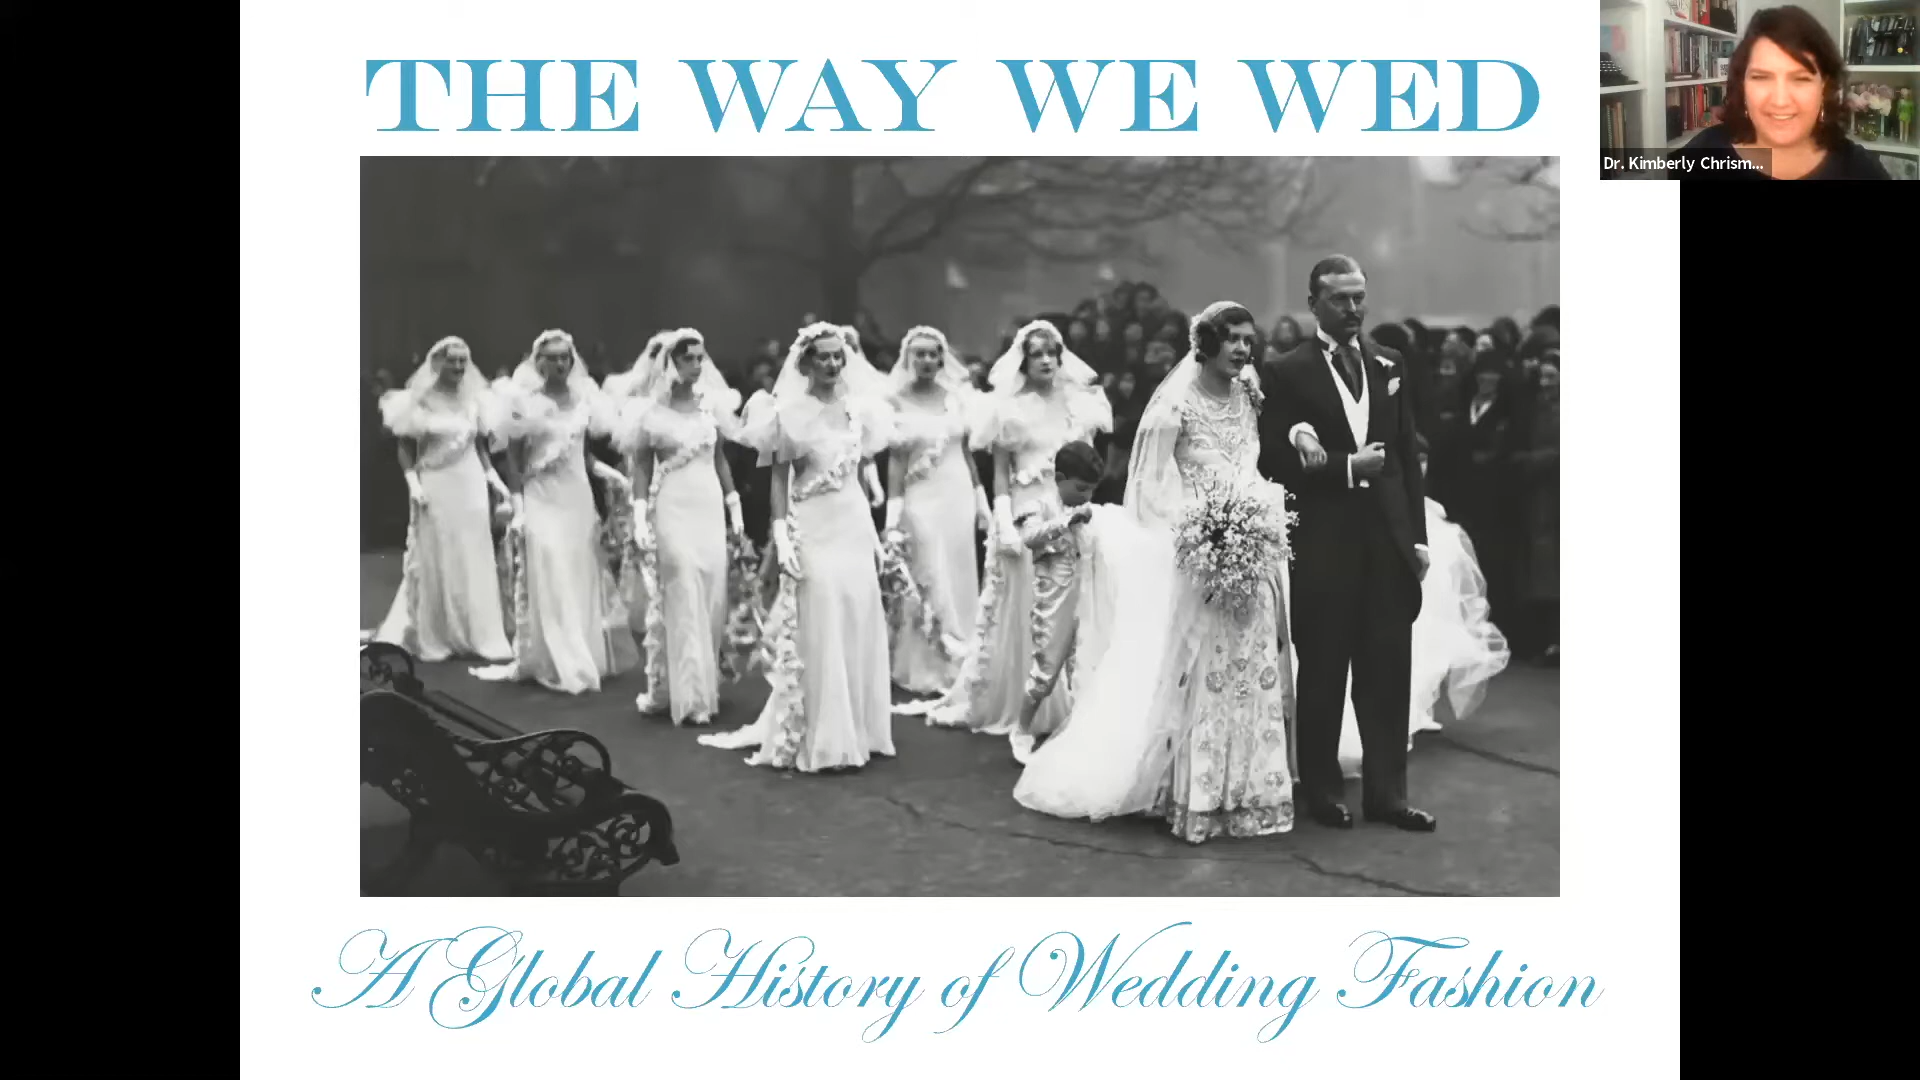 THE WAY WE WED
Dr. Kimberly Chrism...
A Global History of Wedding Fashion